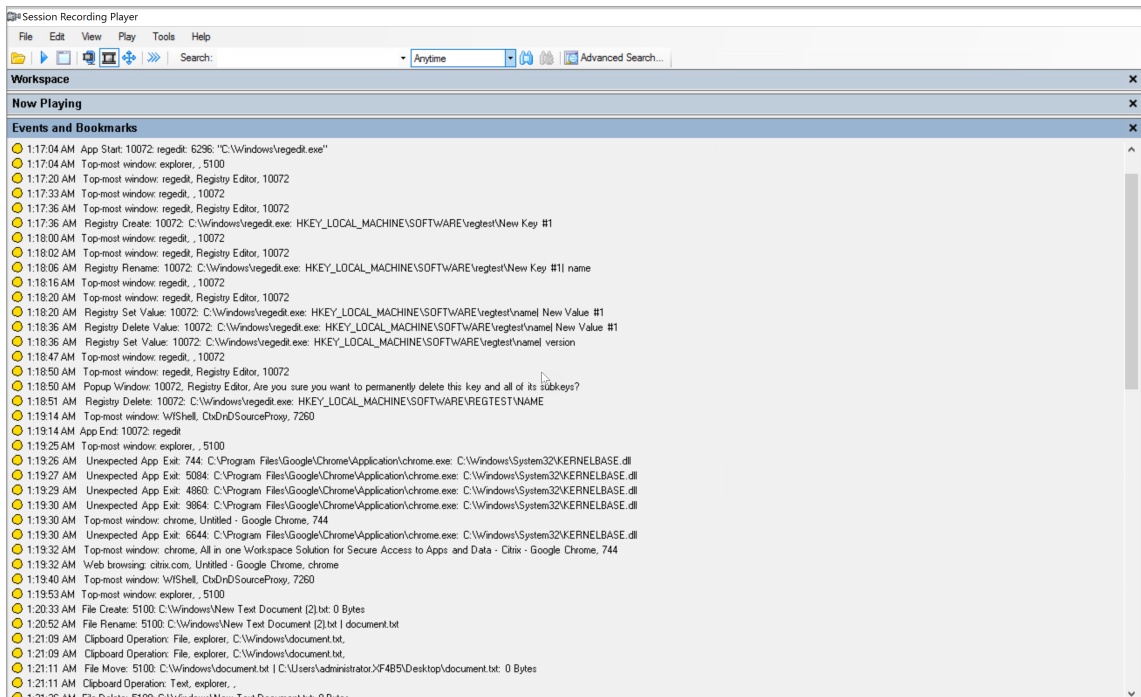 Session Recording Player
File Edit View Play Tools Help
Search: Anytime Advanced Search...
Workspace
Now Playing
Events and Bookmarks
1:17:04 AM App Start: 10072: regedit: 6296: "C:\Windows\regedit.exe"
1:17:04 AM Top-most window: explorer, , 5100
1:17:20 AM Top-most window: regedit, Registry Editor, 10072
1:17:33 AM Top-most window: regedit, , 10072
1:17:36 AM Top-most window: regedit, Registry Editor, 10072
1:17:36 AM Registry Create: 10072: C:\Windows\regedit.exe: HKEY_LOCAL_MACHINE\SOFTWARE\regtest\New Key #1
1:18:00 AM Top-most window: regedit, , 10072
1:18:02 AM Top-most window: regedit, Registry Editor, 10072
1:18:06 AM Registry Rename: 10072: C:\Windows\regedit.exe: HKEY_LOCAL_MACHINE\SOFTWARE\regtest\New Key #1| name
1:18:16 AM Top-most window: regedit, , 10072
1:18:20 AM Top-most window: regedit, Registry Editor, 10072
1:18:20 AM Registry Set Value: 10072: C:\Windows\regedit.exe: HKEY_LOCAL_MACHINE\SOFTWARE\regtest\name| New Value #1
1:18:36 AM Registry Delete Value: 10072: C:\Windows\regedit.exe: HKEY_LOCAL_MACHINE\SOFTWARE\regtest\name| New Value #1
1:18:36 AM Registry Set Value: 10072: C:\Windows\regedit.exe: HKEY_LOCAL_MACHINE\SOFTWARE\regtest\name| version
1:18:47 AM Top-most window: regedit, , 10072
1:18:50 AM Top-most window: regedit, Registry Editor, 10072
1:18:50 AM Popup Window: 10072, Registry Editor, Are you sure you want to permanently delete this key and all of its subkeys?
1:18:51 AM Registry Delete: 10072: C:\Windows\regedit.exe: HKEY_LOCAL_MACHINE\SOFTWARE\REGTEST\NAME
1:19:14 AM Top-most window: WfShell, CtxDnDSourceProxy, 7260
1:19:14 AM App End: 10072: regedit
1:19:25 AM Top-most window: explorer, , 5100
1:19:26 AM Unexpected App Exit: 744: C:\Program Files\Google\Chrome\Application\chrome.exe: C:\Windows\System32\KERNELBASE.dll
1:19:27 AM Unexpected App Exit: 5084: C:\Program Files\Google\Chrome\Application\chrome.exe: C:\Windows\System32\KERNELBASE.dll
1:19:29 AM Unexpected App Exit: 4860: C:\Program Files\Google\Chrome\Application\chrome.exe: C:\Windows\System32\KERNELBASE.dll
1:19:30 AM Unexpected App Exit: 9864: C:\Program Files\Google\Chrome\Application\chrome.exe: C:\Windows\System32\KERNELBASE.dll
1:19:30 AM Top-most window: chrome, Untitled - Google Chrome, 744
1:19:30 AM Unexpected App Exit: 6644: C:\Program Files\Google\Chrome\Application\chrome.exe: C:\Windows\System32\KERNELBASE.dll
1:19:32 AM Top-most window: chrome, All in one Workspace Solution for Secure Access to Apps and Data - Citrix - Google Chrome, 744
1:19:32 AM Web browsing: citrix.com, Untitled - Google Chrome, chrome
1:19:40 AM Top-most window: WfShell, CtxDnDSourceProxy, 7260
1:19:53 AM Top-most window: explorer, , 5100
1:20:33 AM File Create: 5100: C:\Windows\New Text Document (2).txt: 0 Bytes
1:20:52 AM File Rename: 5100: C:\Windows\New Text Document (2).txt | document.txt
1:21:09 AM Clipboard Operation: File, explorer, C:\Windows\document.txt,
1:21:09 AM Clipboard Operation: File, explorer, C:\Windows\document.txt,
1:21:11 AM File Move: 5100: C:\Windows\document.txt | C:\Users\administrator.XF4B5\Desktop\document.txt: 0 Bytes
1:21:11 AM Clipboard Operation: Text, explorer, ,